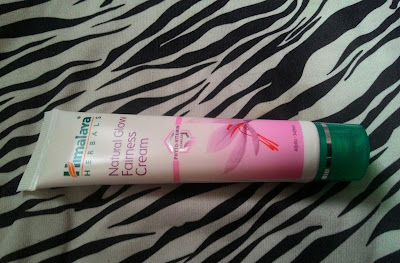 Himalaya
HERBALS
Natural Glow
Fairness
Cream